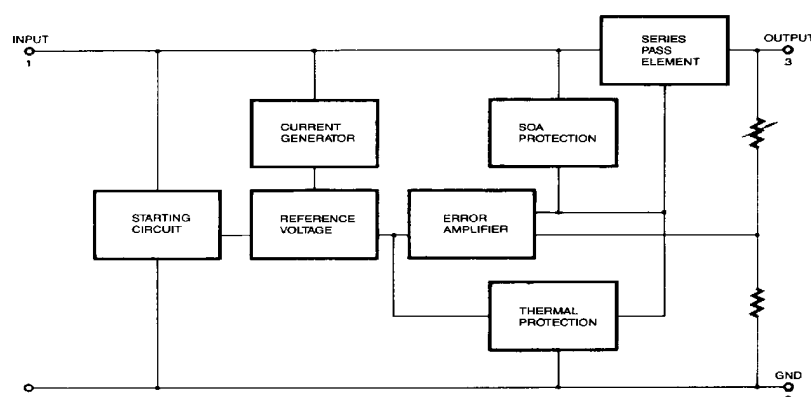 INPUT
1
SERIES
PASS
ELEMENT
OUTPUT
3
CURRENT
GENERATOR
SOA
PROTECTION
STARTING
CIRCUIT
REFERENCE
VOLTAGE
ERROR
AMPLIFIER
THERMAL
PROTECTION
GND